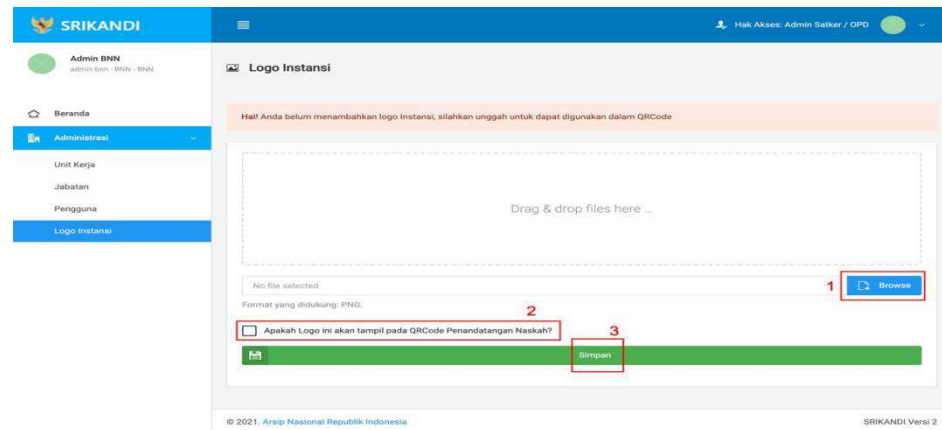 SRIKANDI
Hak Akses: Admin Satker / OPD
Admin BNN
admin bnn - BNN - BNN
Logo Instansi
Beranda
Hai! Anda belum menambahkan logo Instansi, silahkan unggah untuk dapat digunakan dalam QRCode
Administrasi
Unit Kerja
Jabatan
Pengguna
Logo Instansi
Drag & drop files here ...
No file selected
1
Browse
Format yang didukung: PNG.
2
Apakah Logo ini akan tampil pada QRCode Penandatangan Naskah?
3
Simpan
© 2021. Arsip Nasional Republik Indonesia
SRIKANDI Versi 2